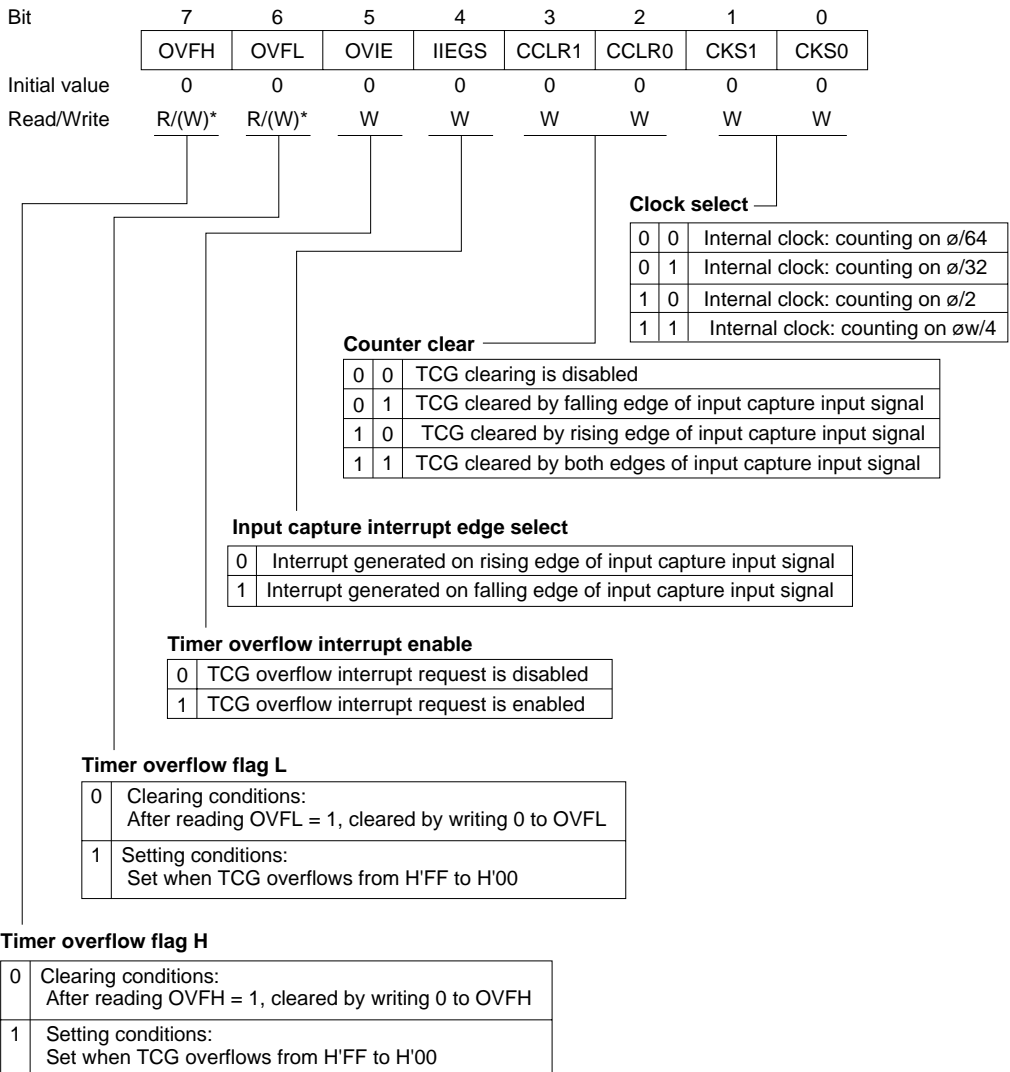 Bit 7 6 5 4 3 2 1 0
OVFH OVFL OVIE IIEGS CCLR1 CCLR0 CKS1 CKS0
Initial value 0 0 0 0 0 0 0 0
Read/Write R/(W)* R/(W)* W W W W W W
Clock select
0 0 Internal clock: counting on ø/64
0 1 Internal clock: counting on ø/32
1 0 Internal clock: counting on ø/2
1 1 Internal clock: counting on øw/4
Counter clear
0 0 TCG clearing is disabled
0 1 TCG cleared by falling edge of input capture input signal
1 0 TCG cleared by rising edge of input capture input signal
1 1 TCG cleared by both edges of input capture input signal
Input capture interrupt edge select
0 Interrupt generated on rising edge of input capture input signal
1 Interrupt generated on falling edge of input capture input signal
Timer overflow interrupt enable
0 TCG overflow interrupt request is disabled
1 TCG overflow interrupt request is enabled
Timer overflow flag L
0 Clearing conditions:
After reading OVFL = 1, cleared by writing 0 to OVFL
1 Setting conditions:
Set when TCG overflows from H'FF to H'00
Timer overflow flag H
0 Clearing conditions:
After reading OVFH = 1, cleared by writing 0 to OVFH
1 Setting conditions:
Set when TCG overflows from H'FF to H'00